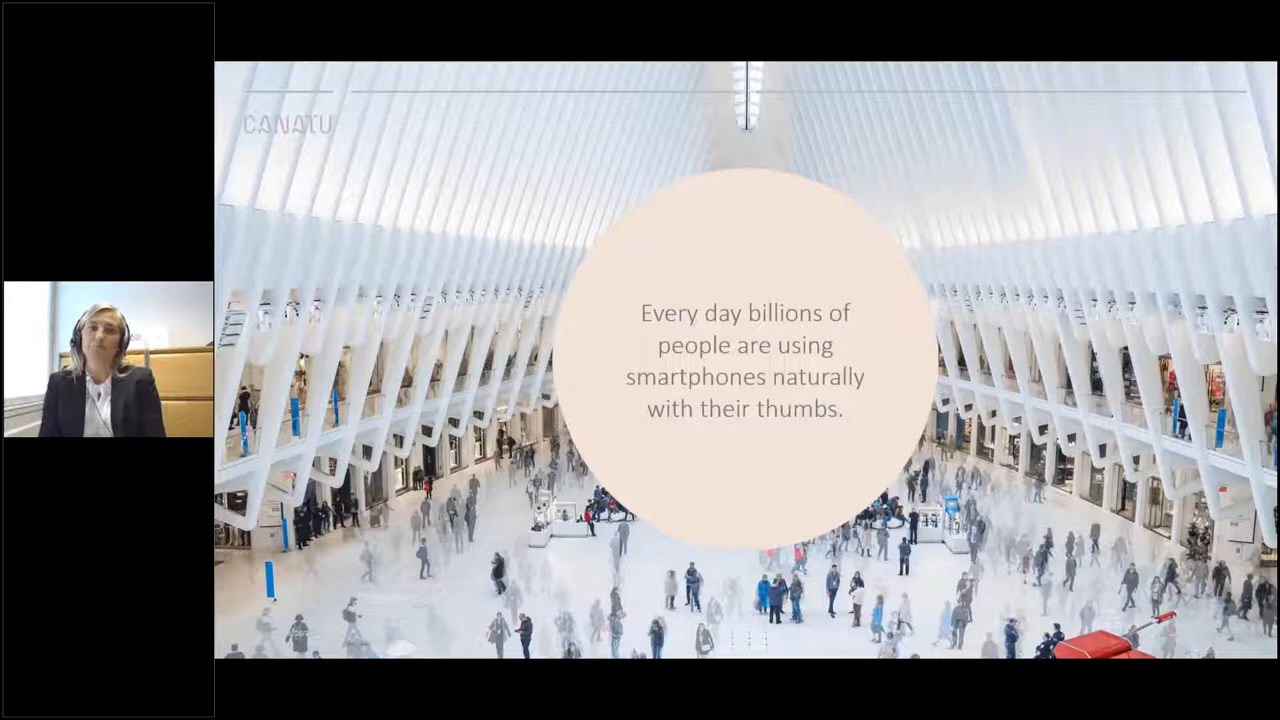 CANATU
Every day billions of
people are using
smartphones naturally
with their thumbs.